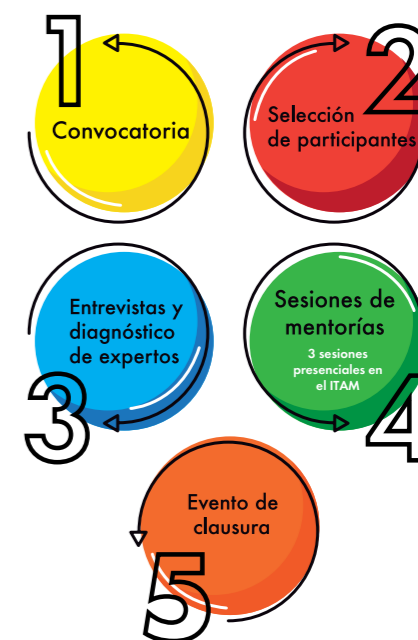 1
Convocatoria
2
Selección
de participantes
Entrevistas y
diagnóstico
de expertos
3
Sesiones de
mentorías
3 sesiones
presenciales en
el ITAM
4
Evento de
clausura
5